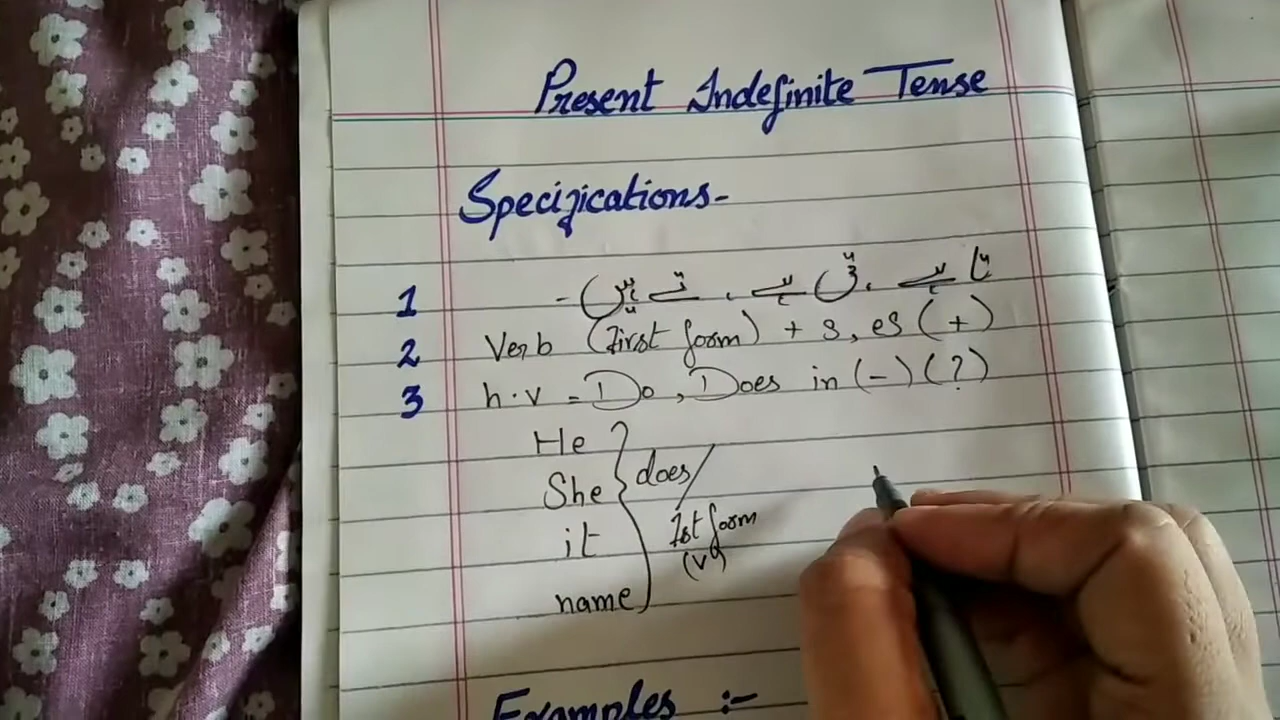 Present Indefinite Tense
Specifications-
1 تا ہے ، تی ہے ، تے ہیں -
2 Verb (First form) + s, es (+)
3 h.v = Do, Does in (-) (?)
He
She
it
name
does/
Ist form
(v)
Examples :-